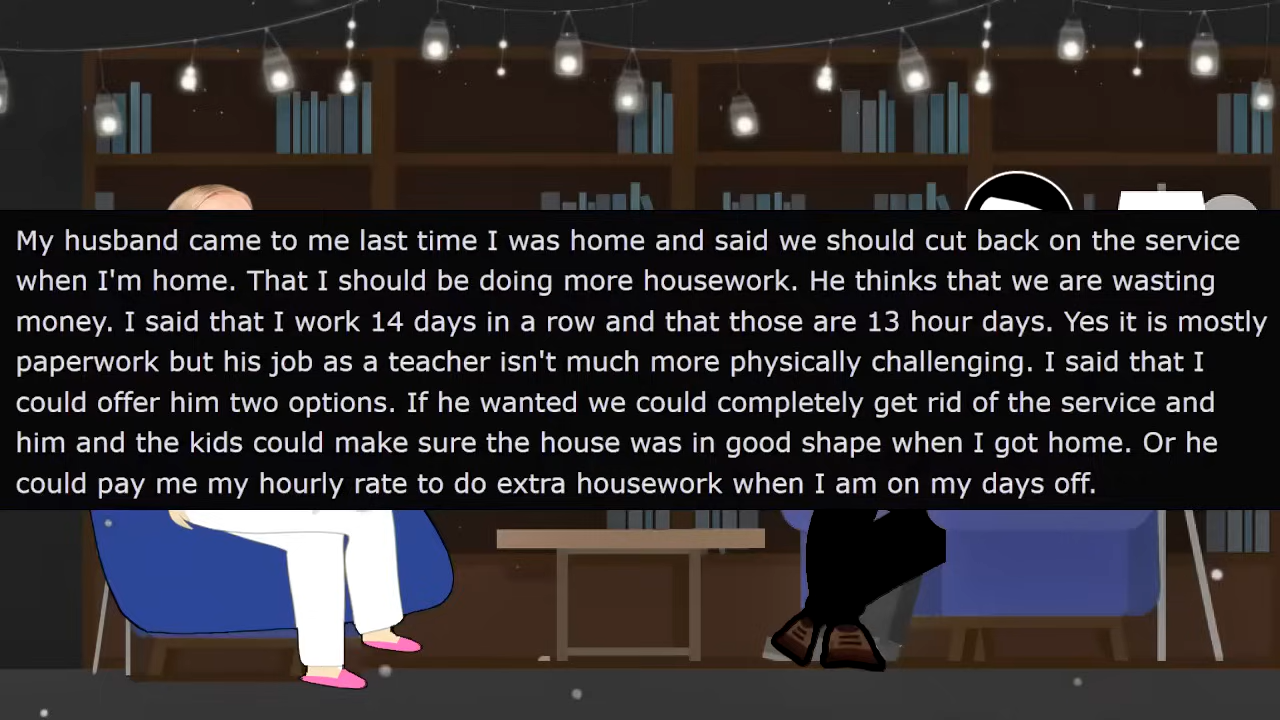 My husband came to me last time I was home and said we should cut back on the service
when I'm home. That I should be doing more housework. He thinks that we are wasting
money. I said that I work 14 days in a row and that those are 13 hour days. Yes it is mostly
paperwork but his job as a teacher isn't much more physically challenging. I said that I
could offer him two options. If he wanted we could completely get rid of the service and
him and the kids could make sure the house was in good shape when I got home. Or he
could pay me my hourly rate to do extra housework when I am on my days off.